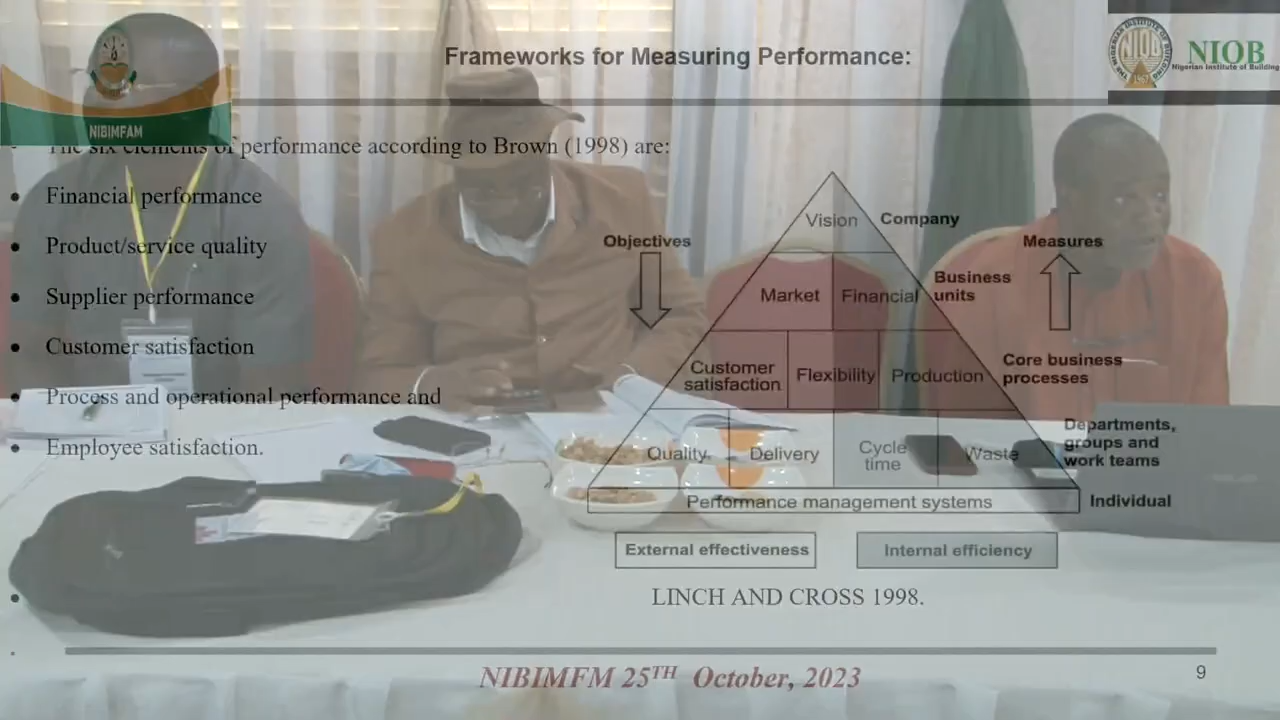 Frameworks for Measuring Performance:
NIOB
Nigerian Institute of Building
NIBIMFAM
The six elements of performance according to Brown (1998) are:
Financial performance
Product/service quality
Supplier performance
Customer satisfaction
Process and operational performance and
Employee satisfaction.
Objectives
Measures
Vision
Company
Market
Financial
Business
units
Customer
satisfaction
Flexibility
Production
Core business
processes
Quality
Delivery
Cycle
time
Waste
Departments,
groups and
work teams
Performance management systems
Individual
External effectiveness
Internal efficiency
LINCH AND CROSS 1998.
NIBIMFM 25TH October, 2023
9